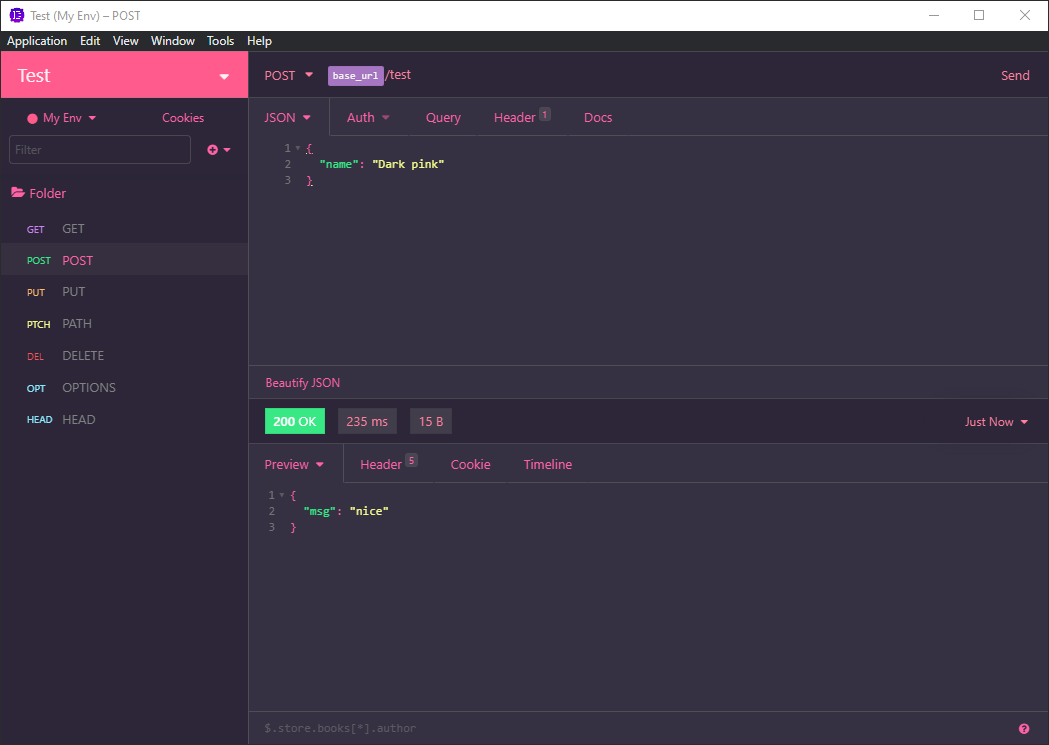 Test (My Env) – POST
Application Edit View Window Tools Help
Test
My Env
Cookies
Filter
Folder
GET GET
POST POST
PUT PUT
PTCH PATH
DEL DELETE
OPT OPTIONS
HEAD HEAD
POST base_url/test Send
JSON Auth Query Header 1 Docs
1 {
2 "name": "Dark pink"
3 }
Beautify JSON
200 OK 235 ms 15 B Just Now
Preview Header 5 Cookie Timeline
1 {
2 "msg": "nice"
3 }
$.store.books[*].author